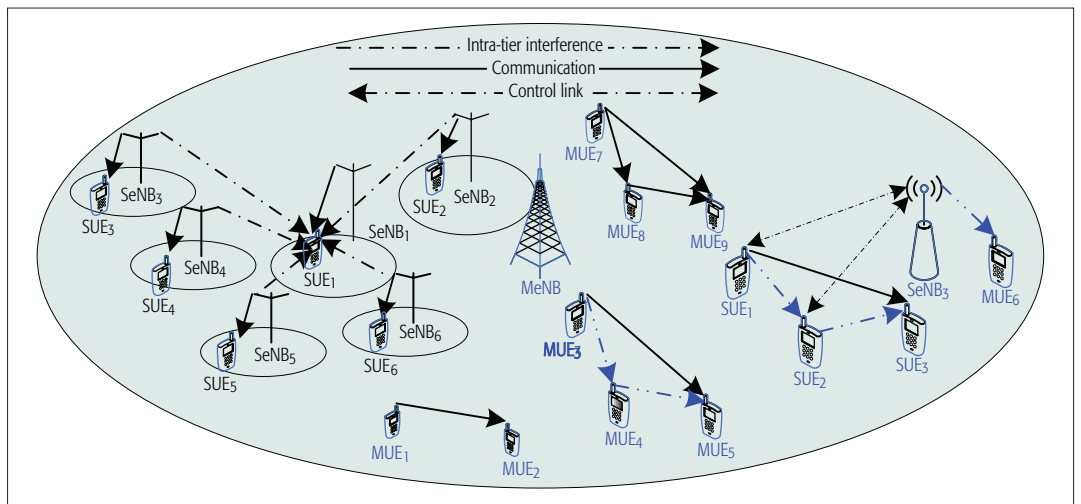 Intra-tier interference
Communication
Control link
MUE7
SeNB3
SUE3
SUE2
SeNB2
SeNB1
MUE8
MUE9
SeNB4
SUE4
SUE1
MeNB
SUE1
SeNB3
MUE6
SeNB5
SUE5
SeNB6
SUE6
MUE3
SUE2
SUE3
MUE4
MUE5
MUE1
MUE2